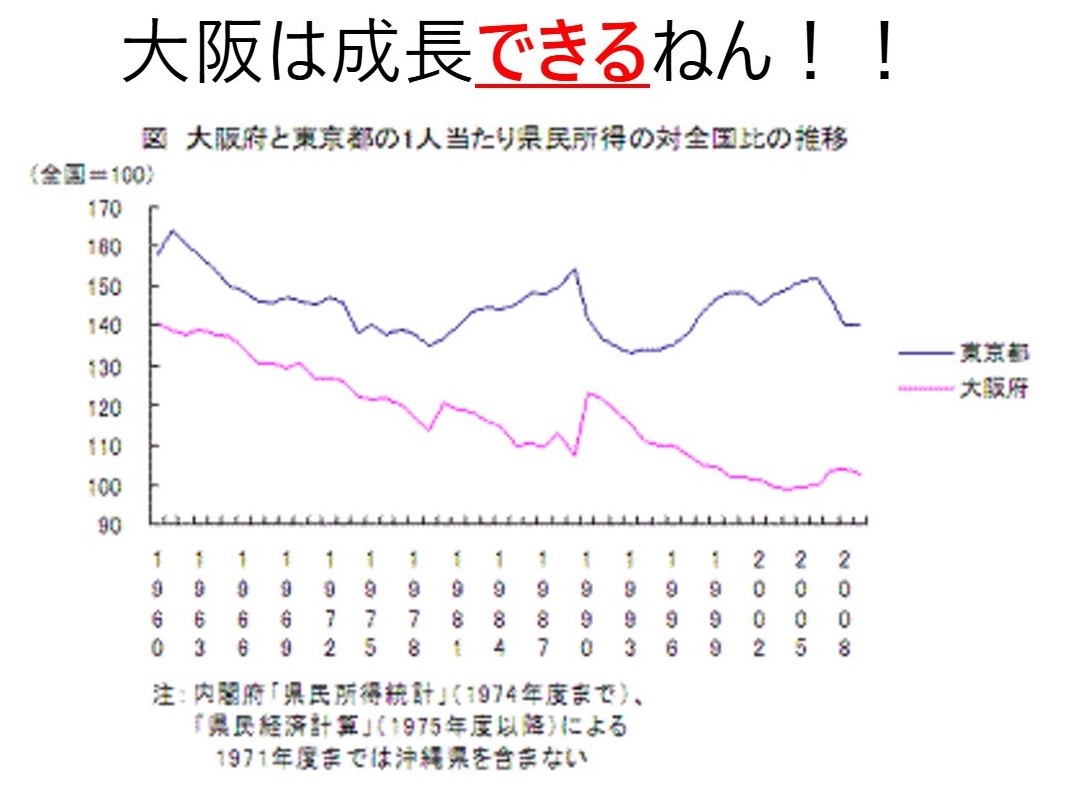 大阪は成長できるねん！！
図　大阪府と東京都の1人当たり県民所得の対全国比の推移
（全国＝100）
170
160
150
140
130
120
110
100
90
東京都
大阪府
1960 1963 1966 1969 1972 1975 1978 1981 1984 1987 1990 1993 1996 1999 2002 2005 2008
注：内閣府「県民所得統計」（1974年度まで）、
「県民経済計算」（1975年度以降）による
1971年度までは沖縄県を含まない